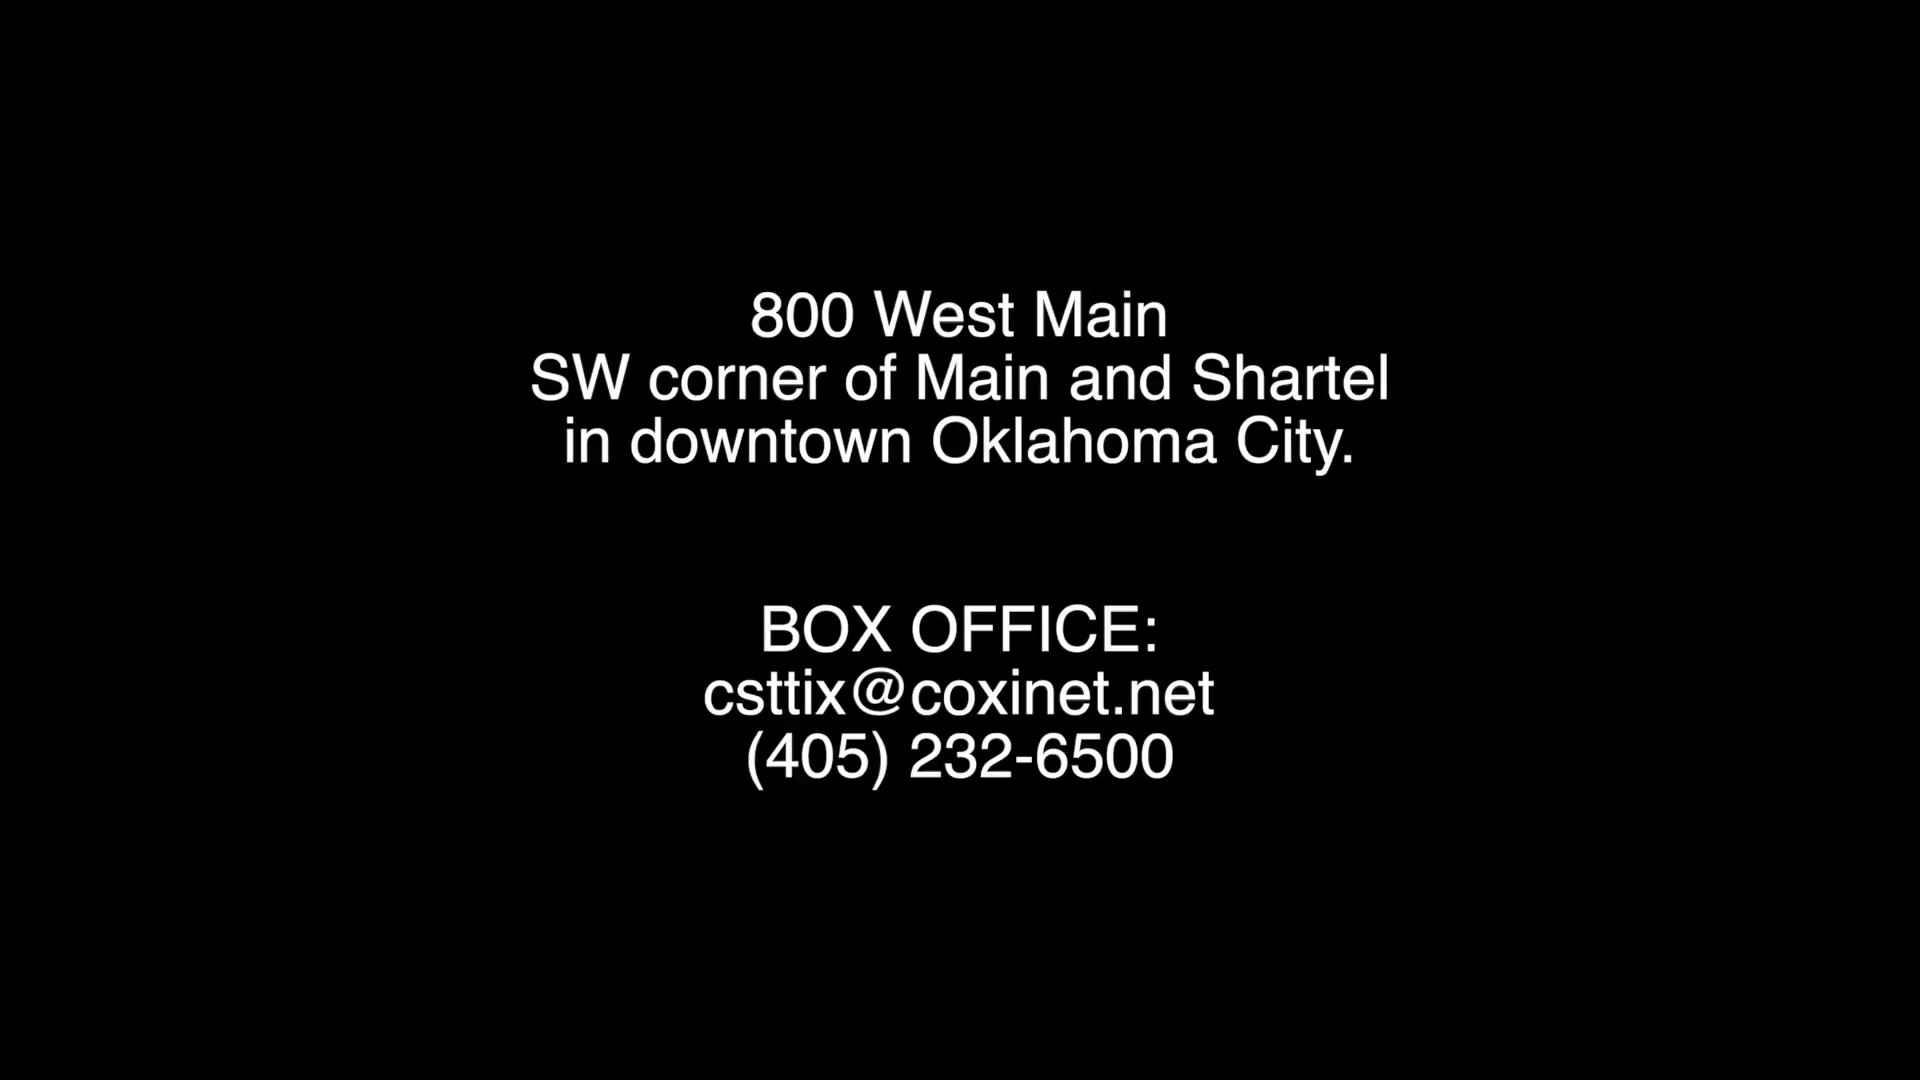 800 West Main
SW corner of Main and Shartel
in downtown Oklahoma City.
BOX OFFICE:
csttix@coxinet.net
(405) 232-6500